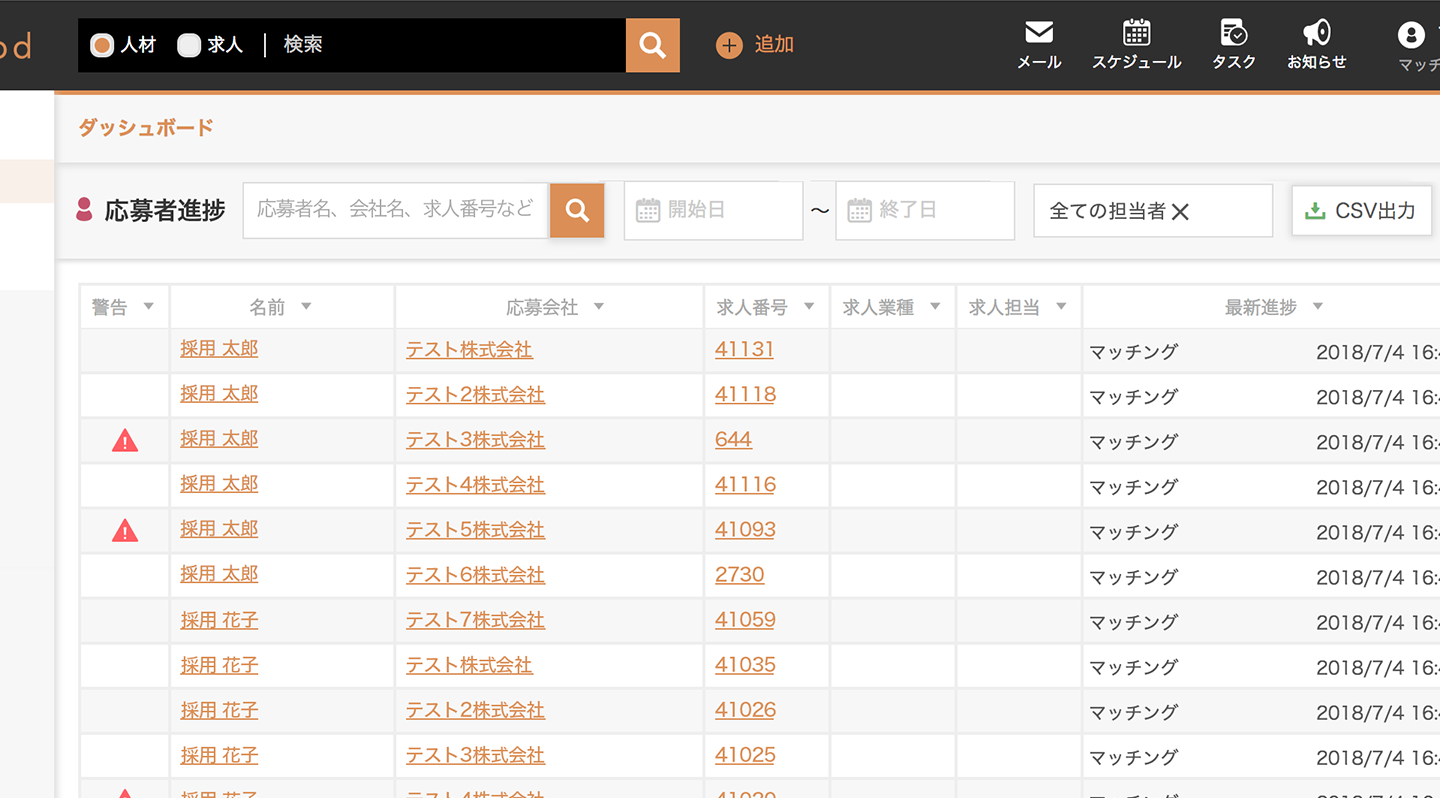 od
人材 求人 検索 追加 メール スケジュール タスク お知らせ マッチ
ダッシュボード
応募者進捗 応募者名、会社名、求人番号など 開始日 〜 終了日 全ての担当者 CSV出力
警告 名前 応募会社 求人番号 求人業種 求人担当 最新進捗
採用 太郎 テスト株式会社 41131 マッチング 2018/7/4 16:
採用 太郎 テスト2株式会社 41118 マッチング 2018/7/4 16:
採用 太郎 テスト3株式会社 644 マッチング 2018/7/4 16:
採用 太郎 テスト4株式会社 41116 マッチング 2018/7/4 16:
採用 太郎 テスト5株式会社 41093 マッチング 2018/7/4 16:
採用 太郎 テスト6株式会社 2730 マッチング 2018/7/4 16:
採用 花子 テスト7株式会社 41059 マッチング 2018/7/4 16:
採用 花子 テスト株式会社 41035 マッチング 2018/7/4 16:
採用 花子 テスト2株式会社 41026 マッチング 2018/7/4 16:
採用 花子 テスト3株式会社 41025 マッチング 2018/7/4 16: